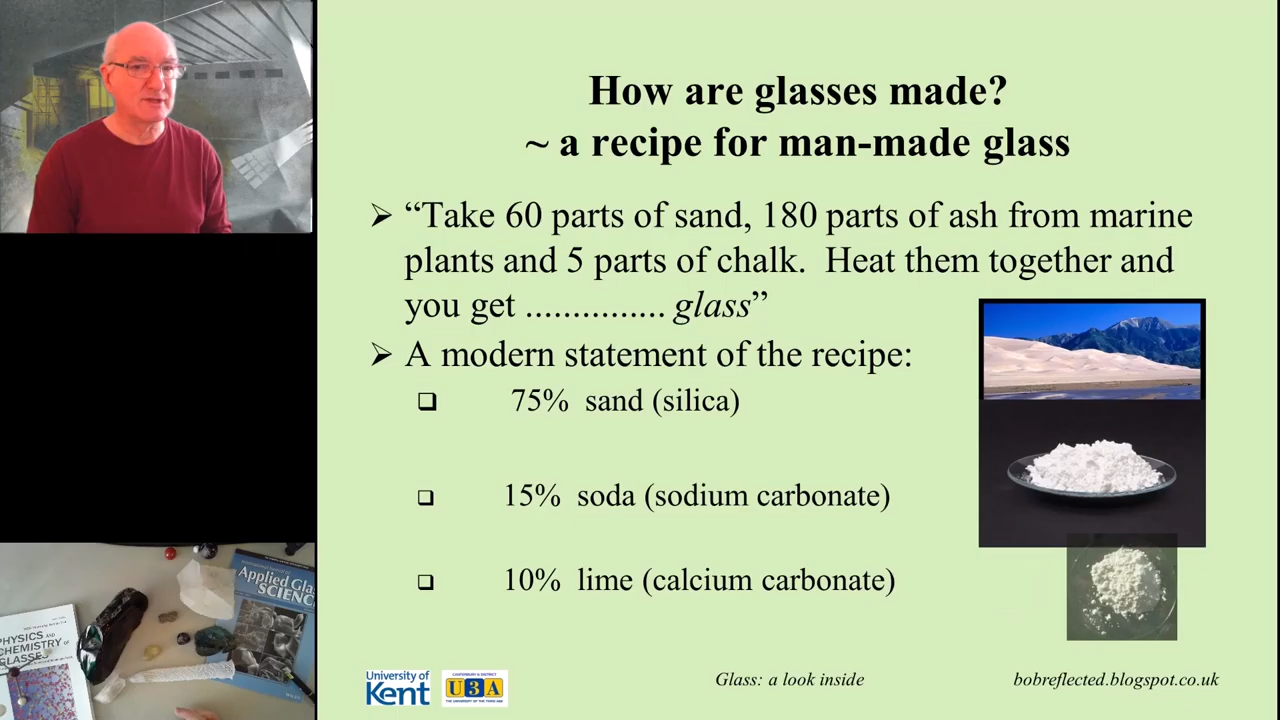 How are glasses made?
~ a recipe for man-made glass
➢ “Take 60 parts of sand, 180 parts of ash from marine
plants and 5 parts of chalk.  Heat them together and
you get ............... glass”
➢ A modern statement of the recipe:
❑ 75%  sand (silica)
❑ 15%  soda (sodium carbonate)
❑ 10%  lime (calcium carbonate)
Applied Glass
SCIENCE
PHYSICS AND
CHEMISTRY OF
GLASSES
University of
Kent
U3A
Glass: a look inside
bobreflected.blogspot.co.uk